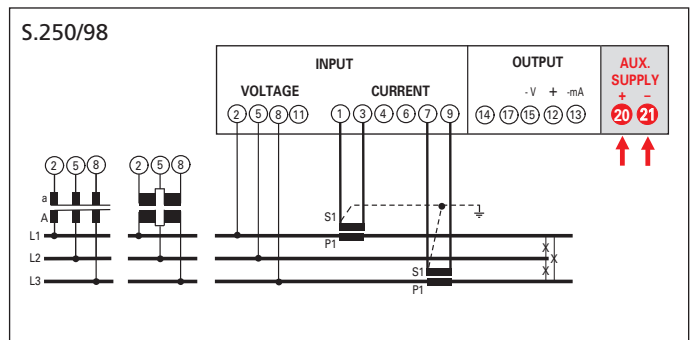 S.250/98
INPUT
OUTPUT
AUX.
SUPPLY
VOLTAGE
CURRENT
- V + -mA
+ –
2 5 8 11
1 3 4 6 7 9
14 17 15 12 13
20 21
2 5 8
2 5 8
a
A
S1
P1
L1
L2
L3
S1
P1
X
X
X